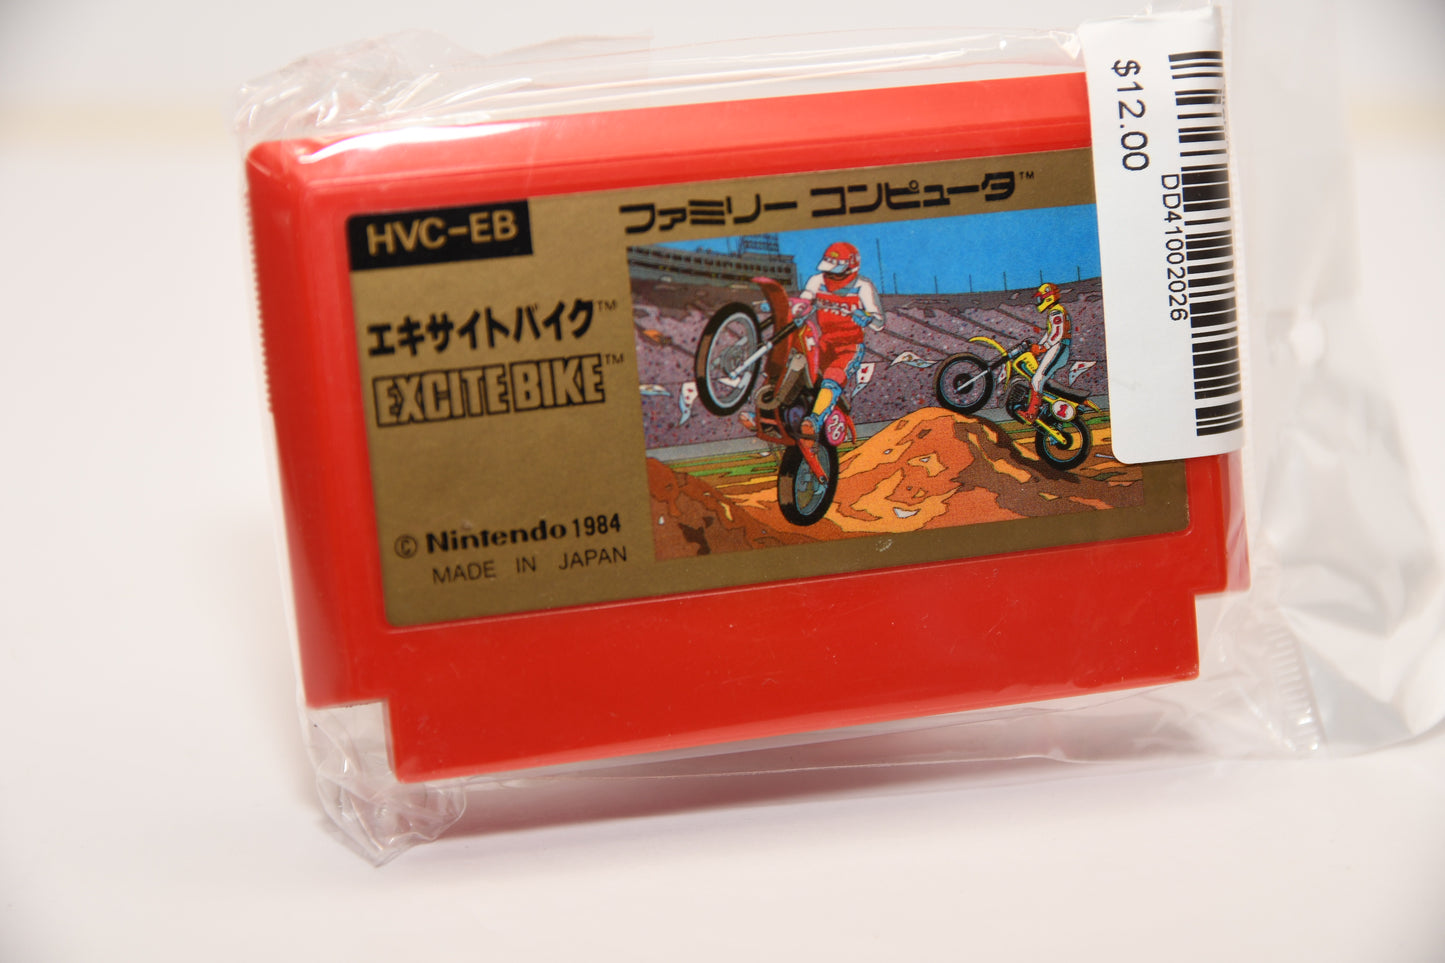 HVC-EB
ファミリー コンピュータ™
エキサイトバイク™
EXCITEBIKE™
© Nintendo 1984
MADE IN JAPAN
26
$12.00
DD41002026